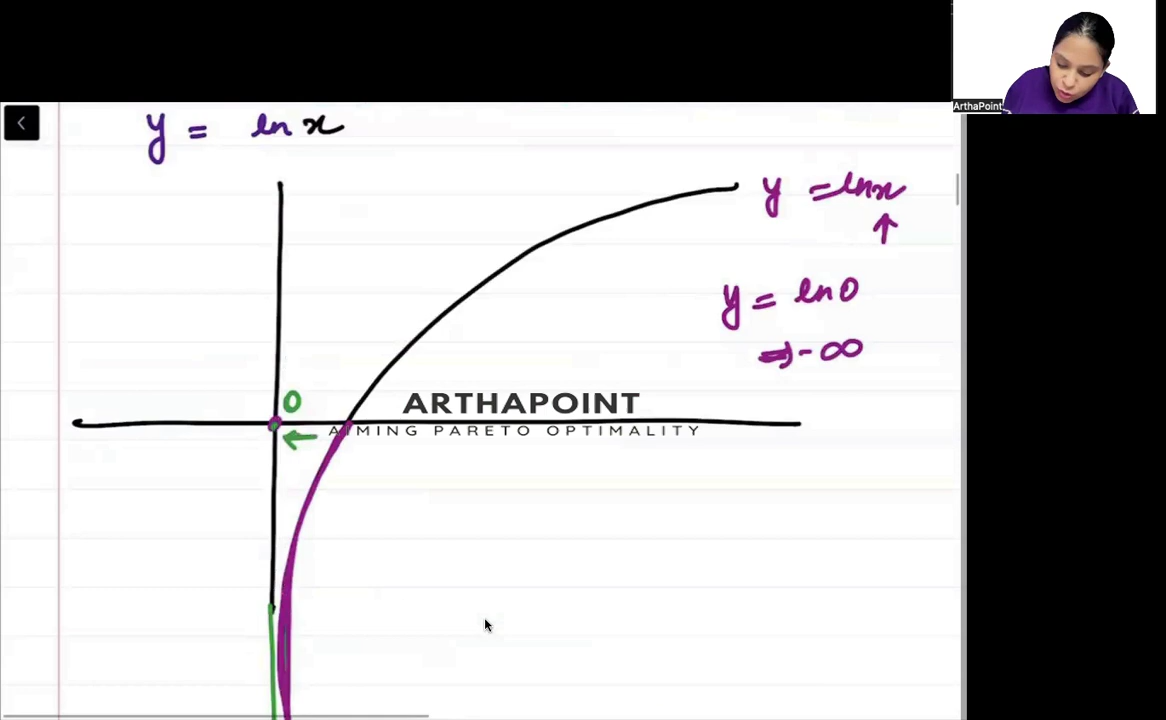 ArthaPoint
y = ln x
y = ln x
↑
y = ln 0
⇒ - ∞
0
←
ARTHAPOINT
AIMING PARETO OPTIMALITY